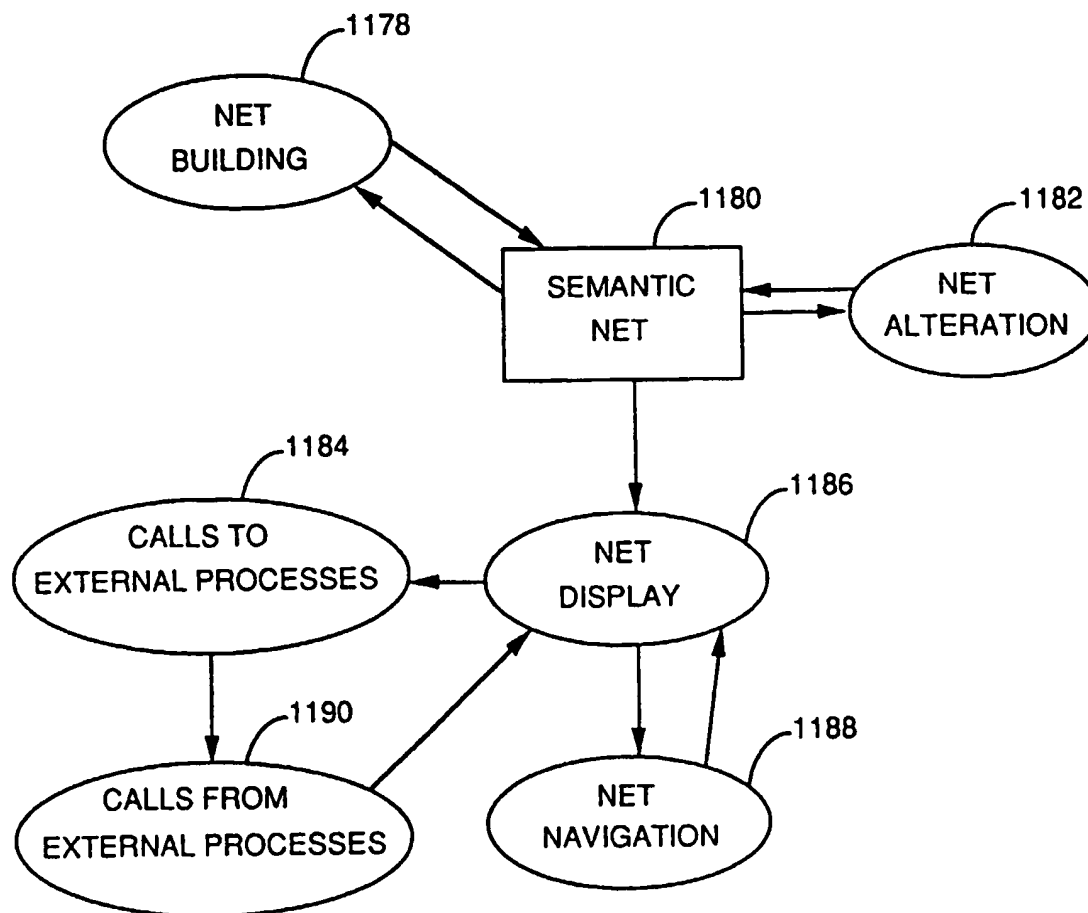 1178
NET
BUILDING
1180
SEMANTIC
NET
1182
NET
ALTERATION
1184
CALLS TO
EXTERNAL PROCESSES
1186
NET
DISPLAY
1190
CALLS FROM
EXTERNAL PROCESSES
1188
NET
NAVIGATION